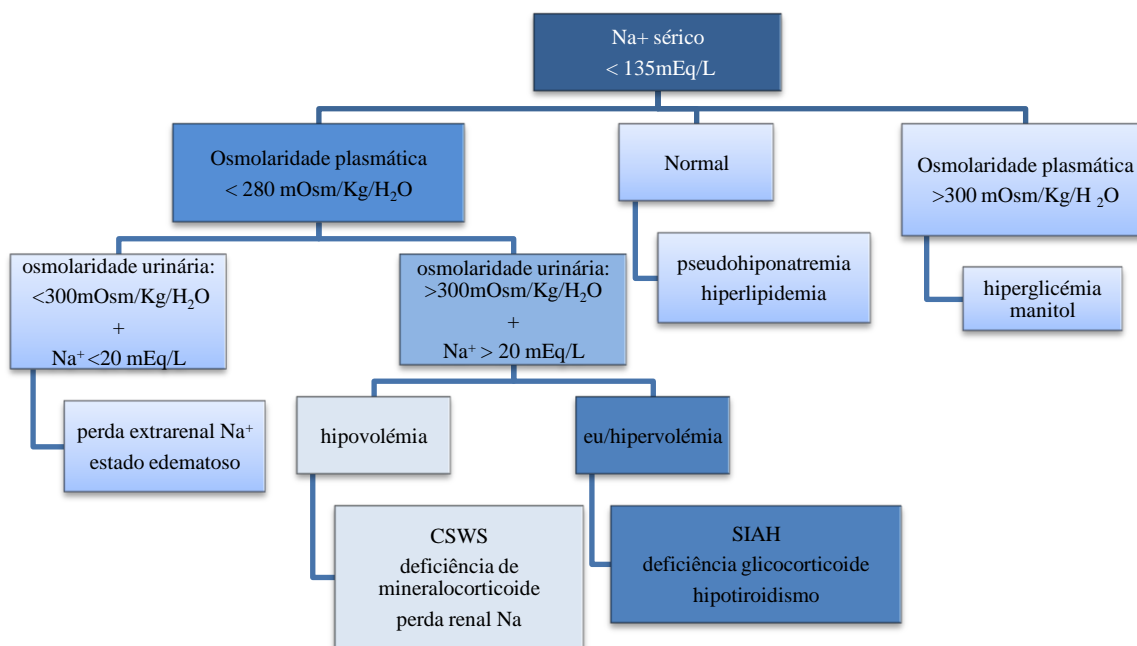 Na+ sérico
< 135mEq/L
Osmolaridade plasmática
< 280 mOsm/Kg/H₂O
Normal
Osmolaridade plasmática
>300 mOsm/Kg/H ₂O
osmolaridade urinária:
<300mOsm/Kg/H₂O
+
Na⁺ <20 mEq/L
osmolaridade urinária:
>300mOsm/Kg/H₂O
+
Na⁺ > 20 mEq/L
pseudohiponatremia
hiperlipidemia
hiperglicémia
manitol
perda extrarenal Na⁺
estado edematoso
hipovolémia
eu/hipervolémia
CSWS
deficiência de
mineralocorticoide
perda renal Na
SIAH
deficiência glicocorticoide
hipotiroidismo